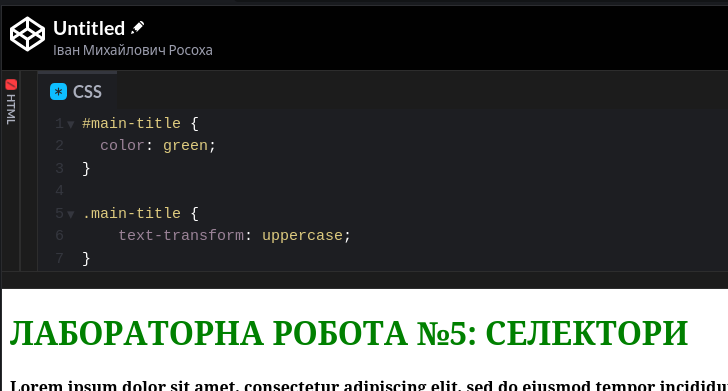 Untitled
Іван Михайлович Росоха
HTML
CSS
1 #main-title {
2 color: green;
3 }
4
5 .main-title {
6 text-transform: uppercase;
7 }
ЛАБОРАТОРНА РОБОТА №5: СЕЛЕКТОРИ
Lorem ipsum dolor sit amet, consectetur adipiscing elit, sed do eiusmod tempor incididu